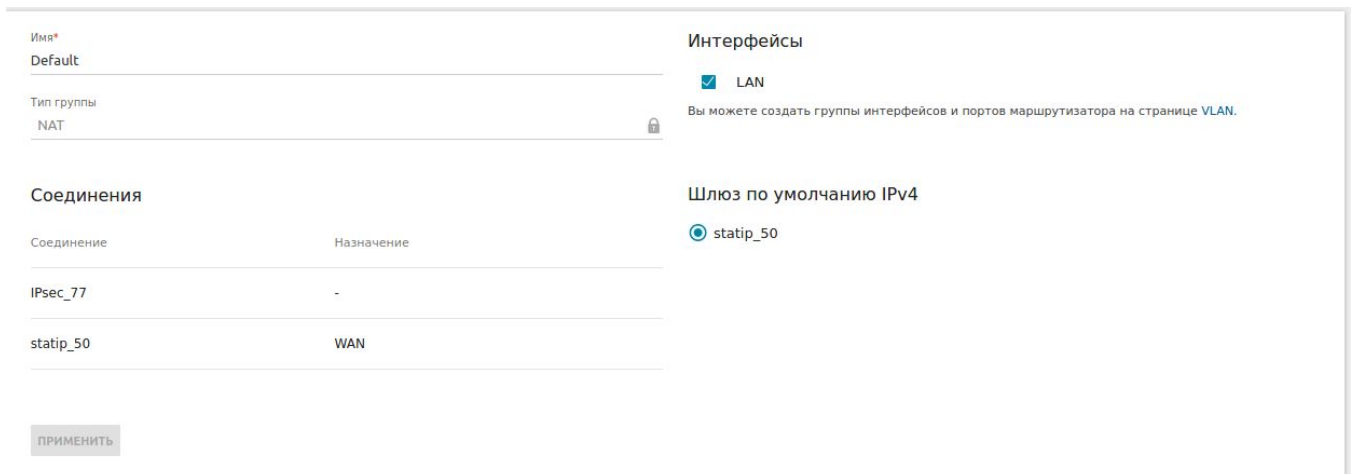 Имя*
Default
Тип группы
NAT
Соединения
Соединение Назначение
IPsec_77 -
statip_50 WAN
ПРИМЕНИТЬ
Интерфейсы
LAN
Вы можете создать группы интерфейсов и портов маршрутизатора на странице VLAN.
Шлюз по умолчанию IPv4
statip_50